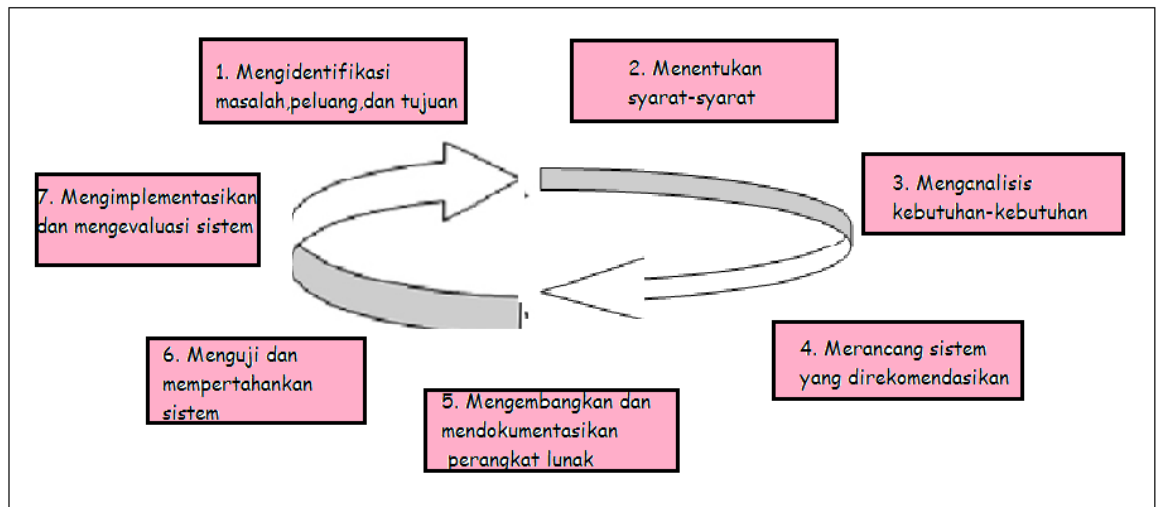 1. Mengidentifikasi
masalah,peluang,dan tujuan
2. Menentukan
syarat-syarat
3. Menganalisis
kebutuhan-kebutuhan
4. Merancang sistem
yang direkomendasikan
5. Mengembangkan dan
mendokumentasikan
perangkat lunak
6. Menguji dan
mempertahankan
sistem
7. Mengimplementasikan
dan mengevaluasi sistem